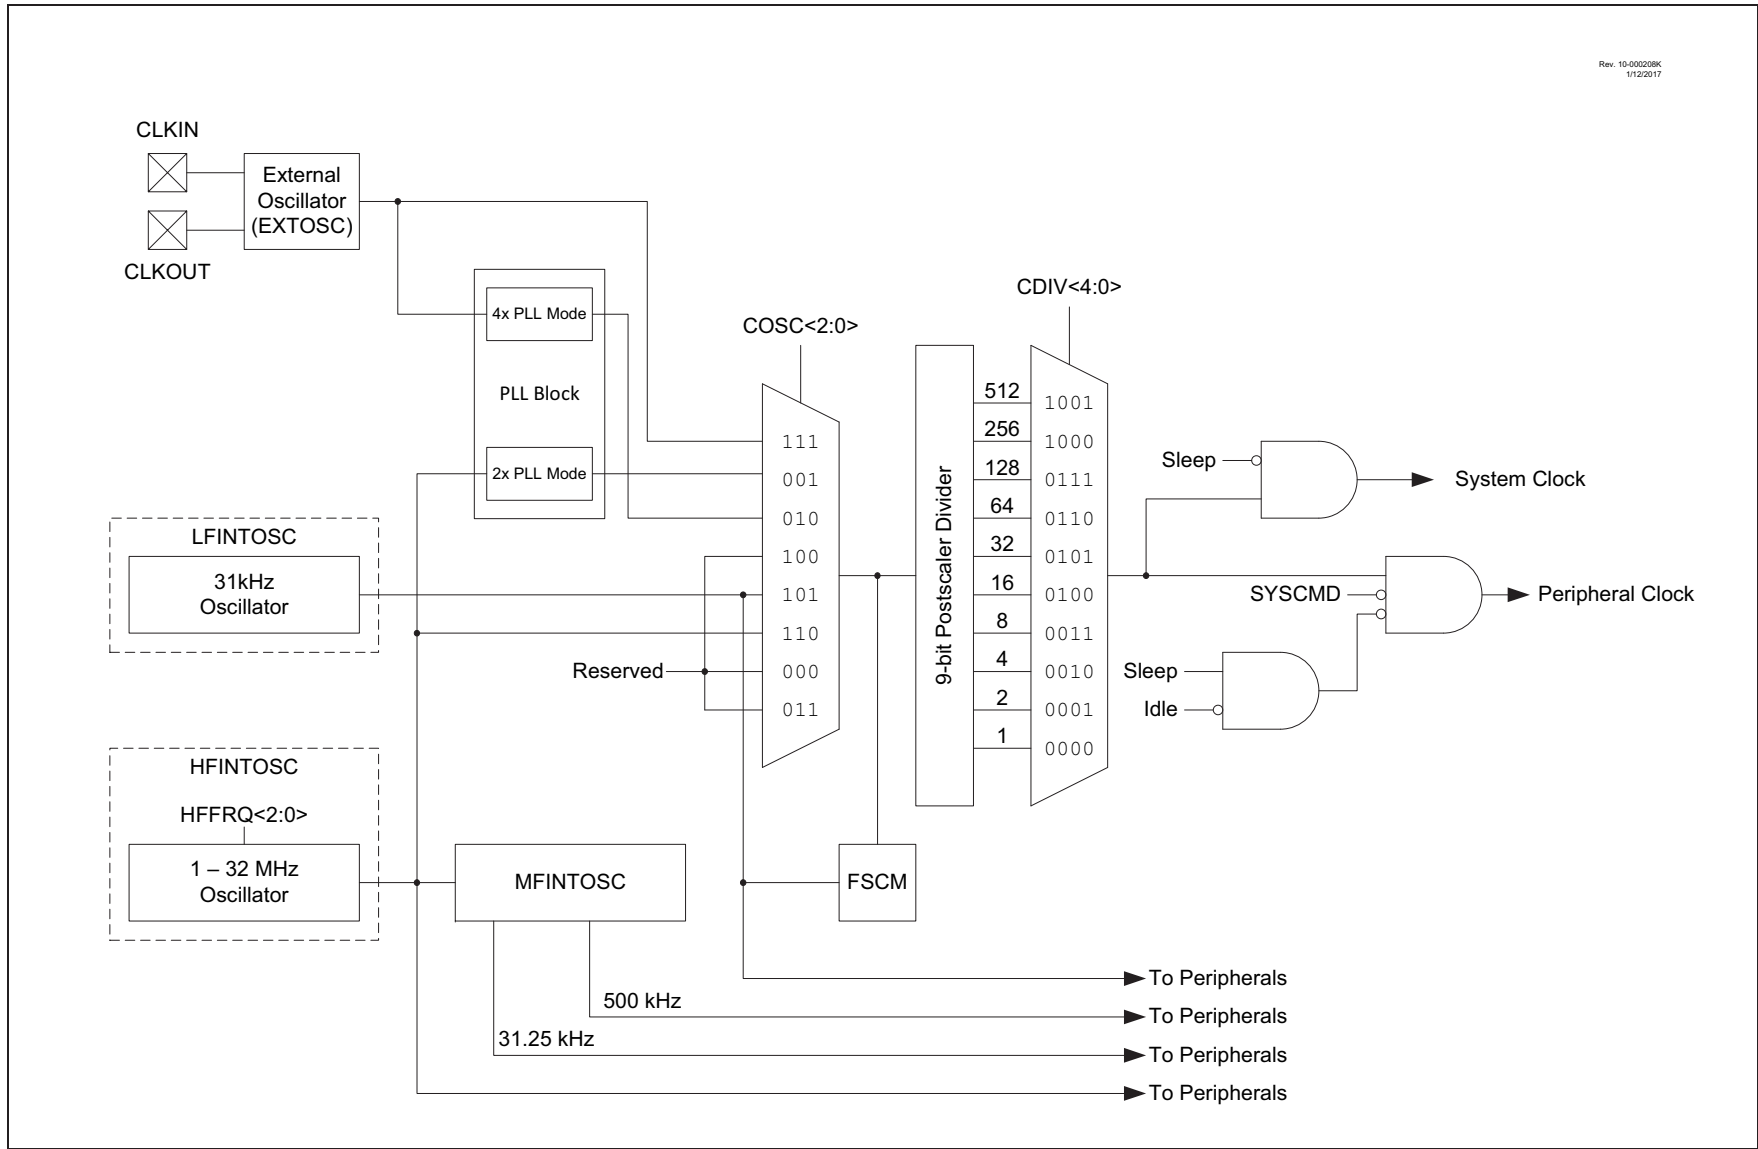 Rev. 10-000208K
1/12/2017
CLKIN
External
Oscillator
(EXTOSC)
CLKOUT
4x PLL Mode
PLL Block
2x PLL Mode
COSC<2:0>
111
001
010
100
101
110
000
011
LFINTOSC
31kHz
Oscillator
Reserved
HFINTOSC
HFFRQ<2:0>
1 – 32 MHz
Oscillator
MFINTOSC
FSCM
9-bit Postscaler Divider
CDIV<4:0>
512 1001
256 1000
128 0111
64 0110
32 0101
16 0100
8 0011
4 0010
2 0001
1 0000
Sleep
System Clock
SYSCMD
Peripheral Clock
Sleep
Idle
To Peripherals
500 kHz
To Peripherals
31.25 kHz
To Peripherals
To Peripherals